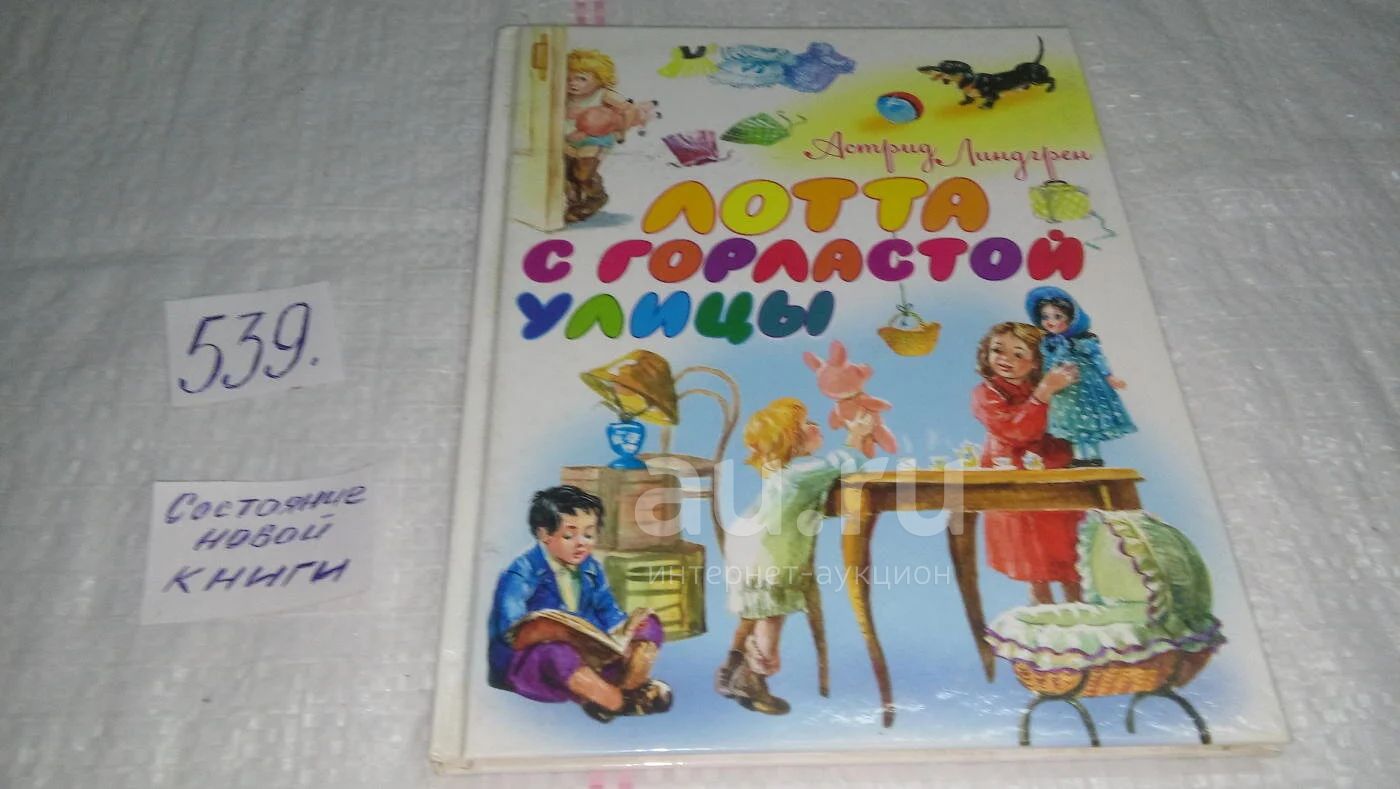 Астрид Линдгрен
ЛОТТА
С ГОРЛАСТОЙ
УЛИЦЫ
539.
Состояние
новой
книги
au.ru
интернет-аукцион